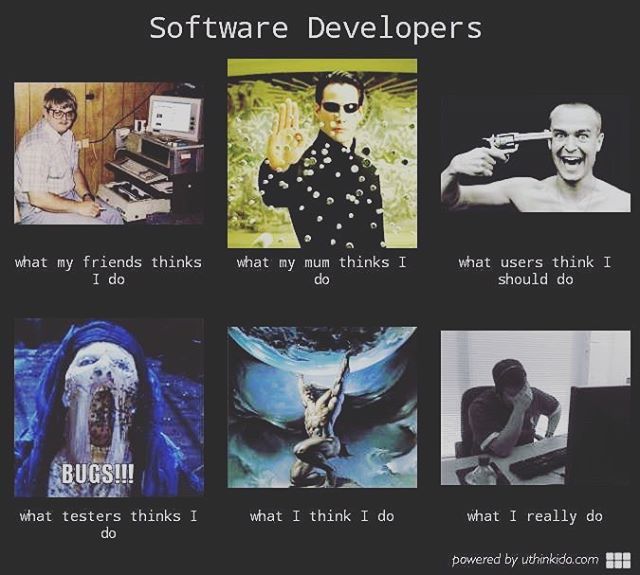 Software Developers
what my friends thinks
I do
what my mum thinks I
do
what users think I
should do
BUGS!!!
what testers thinks I
do
what I think I do
what I really do
powered by uthinkido.com